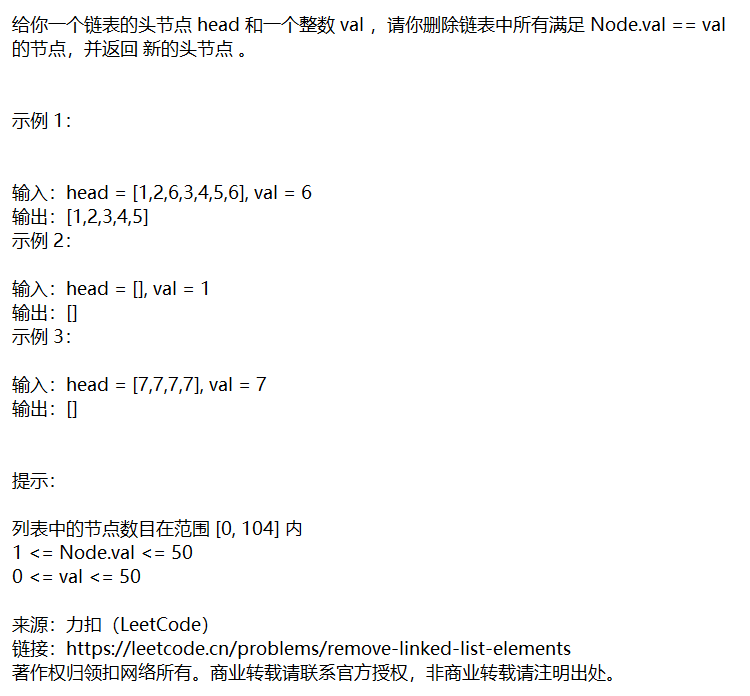 给你一个链表的头节点 head 和一个整数 val ，请你删除链表中所有满足 Node.val == val
的节点，并返回 新的头节点 。
示例 1：
输入：head = [1,2,6,3,4,5,6], val = 6
输出：[1,2,3,4,5]
示例 2：
输入：head = [], val = 1
输出：[]
示例 3：
输入：head = [7,7,7,7], val = 7
输出：[]
提示：
列表中的节点数目在范围 [0, 104] 内
1 <= Node.val <= 50
0 <= val <= 50
来源：力扣（LeetCode）
链接：https://leetcode.cn/problems/remove-linked-list-elements
著作权归领扣网络所有。商业转载请联系官方授权，非商业转载请注明出处。